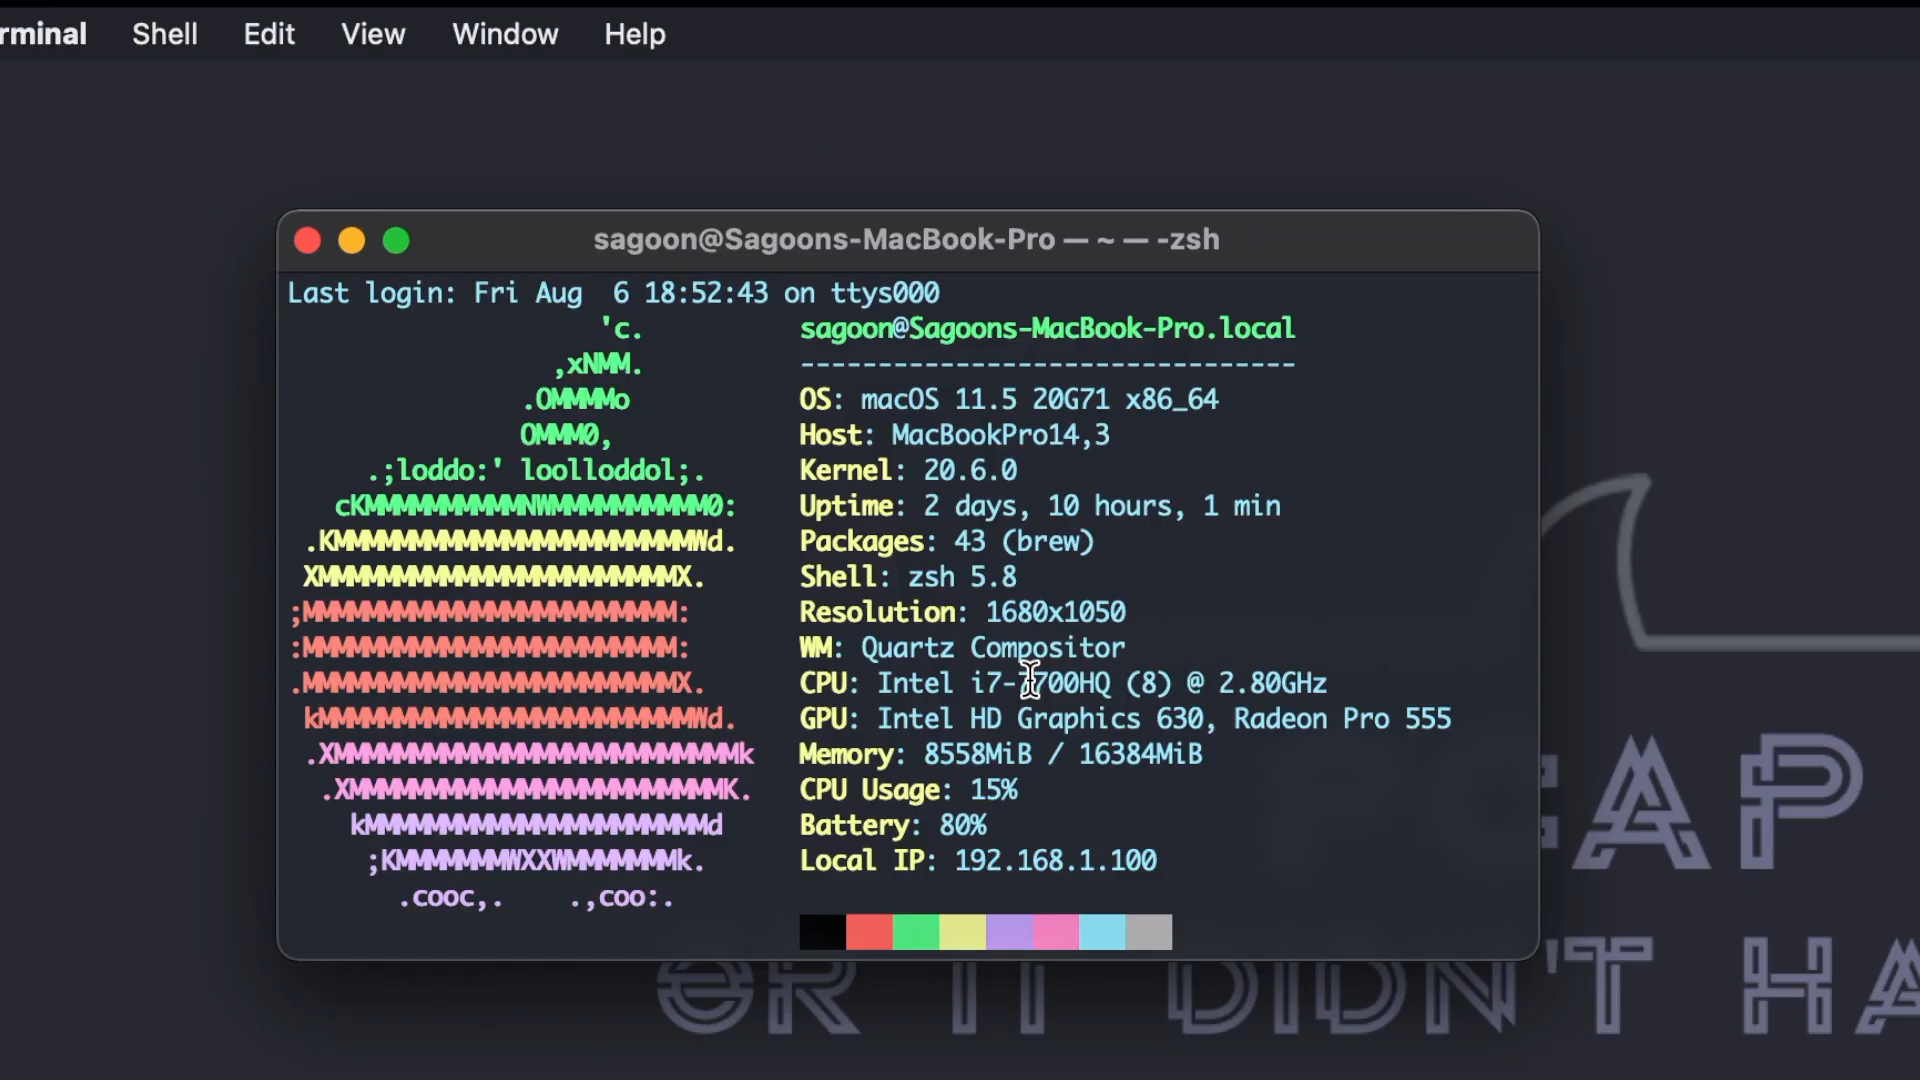 rminal Shell Edit View Window Help
sagoon@Sagoons-MacBook-Pro — ~ — -zsh
Last login: Fri Aug  6 18:52:43 on ttys000
'c. sagoon@Sagoons-MacBook-Pro.local
,xNMM. --------------------------------
.OMMMMo OS: macOS 11.5 20G71 x86_64
OMMM0, Host: MacBookPro14,3
.;loddo:' loolloddol;. Kernel: 20.6.0
cKMMMMMMMMMMNWMMMMMMMMMM0: Uptime: 2 days, 10 hours, 1 min
.KMMMMMMMMMMMMMMMMMMMMMMMWd. Packages: 43 (brew)
XMMMMMMMMMMMMMMMMMMMMMMMX. Shell: zsh 5.8
;MMMMMMMMMMMMMMMMMMMMMMMM: Resolution: 1680x1050
:MMMMMMMMMMMMMMMMMMMMMMMM: WM: Quartz Compositor
.MMMMMMMMMMMMMMMMMMMMMMMMX. CPU: Intel i7-7700HQ (8) @ 2.80GHz
kMMMMMMMMMMMMMMMMMMMMMMMMWd. GPU: Intel HD Graphics 630, Radeon Pro 555
.XMMMMMMMMMMMMMMMMMMMMMMMMMMk Memory: 8558MiB / 16384MiB
.XMMMMMMMMMMMMMMMMMMMMMMMMK. CPU Usage: 15%
kMMMMMMMMMMMMMMMMMMMMMMd Battery: 80%
;KMMMMMMMWXXWMMMMMMMk. Local IP: 192.168.1.100
.cooc,.    .,coo:.
CAP
OR IT DIDN'T HA